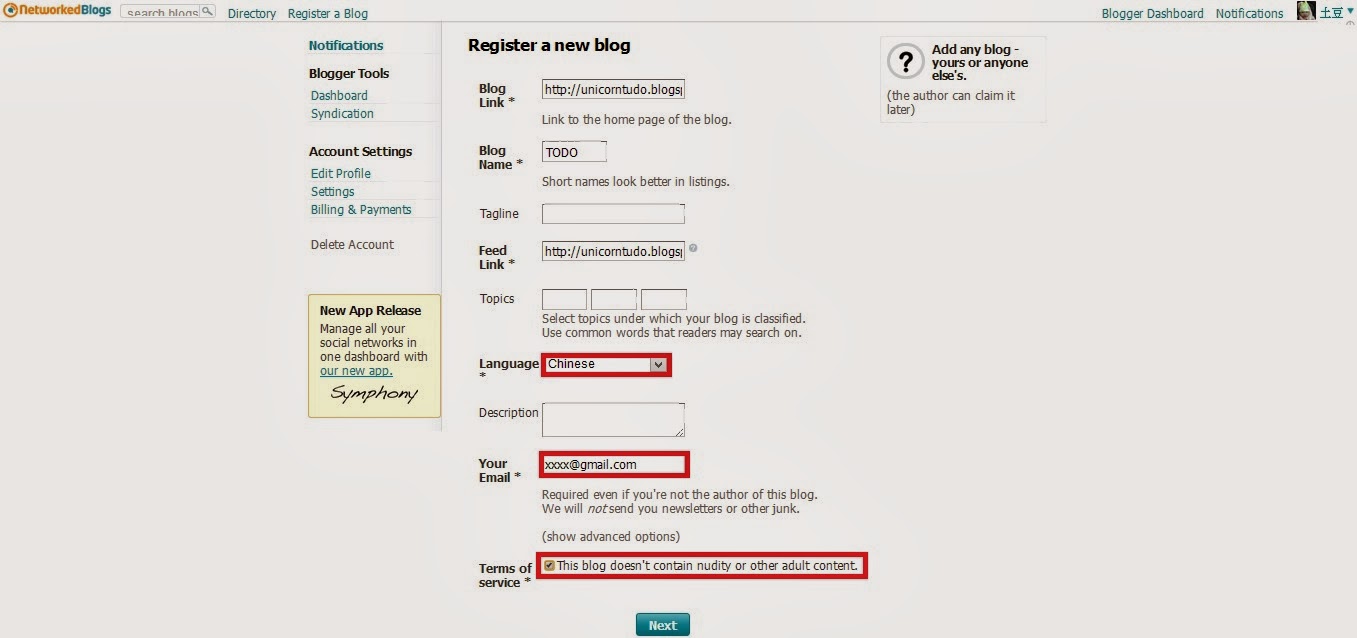 NetworkedBlogs search blogs Directory Register a Blog Blogger Dashboard Notifications 土豆
Notifications
Blogger Tools
Dashboard
Syndication
Account Settings
Edit Profile
Settings
Billing & Payments
Delete Account
New App Release
Manage all your
social networks in
one dashboard with
our new app.
Symphony
Register a new blog
Blog
Link *
http://unicorntudo.blogsp
Link to the home page of the blog.
Blog
Name *
TODO
Short names look better in listings.
Tagline
Feed
Link *
http://unicorntudo.blogsp
?
Topics
Select topics under which your blog is classified.
Use common words that readers may search on.
Language
*
Chinese
Description
Your
Email *
xxxx@gmail.com
Required even if you're not the author of this blog.
We will not send you newsletters or other junk.
(show advanced options)
Terms of
service *
This blog doesn't contain nudity or other adult content.
Next
?
Add any blog -
yours or anyone
else's.
(the author can claim it
later)